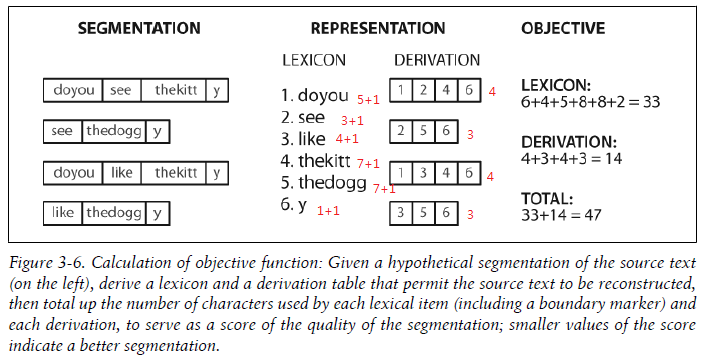 SEGMENTATION
REPRESENTATION
OBJECTIVE
LEXICON
DERIVATION
doyou see thekitt y
see thedogg y
doyou like thekitt y
like thedogg y
1. doyou 5+1
2. see 3+1
3. like 4+1
4. thekitt 7+1
5. thedogg 7+1
6. y 1+1
1 2 4 6 4
2 5 6 3
1 3 4 6 4
3 5 6 3
LEXICON:
6+4+5+8+8+2 = 33
DERIVATION:
4+3+4+3 = 14
TOTAL:
33+14 = 47
Figure 3-6. Calculation of objective function: Given a hypothetical segmentation of the source text
(on the left), derive a lexicon and a derivation table that permit the source text to be reconstructed,
then total up the number of characters used by each lexical item (including a boundary marker) and
each derivation, to serve as a score of the quality of the segmentation; smaller values of the score
indicate a better segmentation.